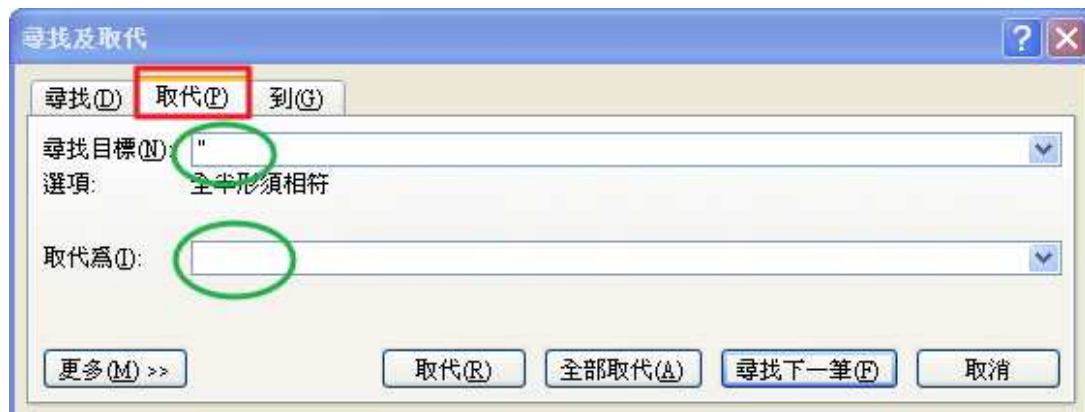 尋找及取代
尋找(D) 取代(P) 到(G)
尋找目標(N): "
選項: 全半形須相符
取代為(I):
更多(M) >> 取代(R) 全部取代(A) 尋找下一筆(F) 取消